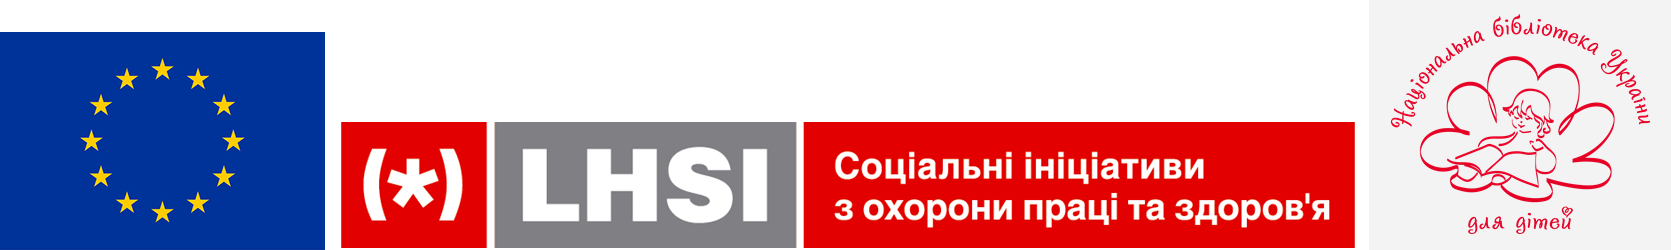 (*) LHSI
Соціальні ініціативи
з охорони праці та здоров'я
Національна бібліотека України
для дітей